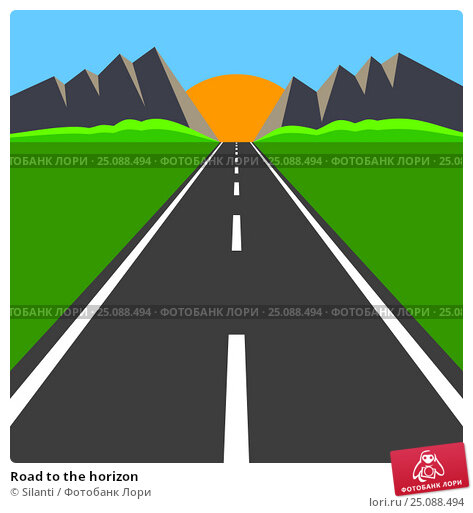 ТОБАНК ЛОРИ · 25.088.494 · ФОТОБАНК ЛОРИ · 25.088.494 · ФОТОБАНК ЛОРИ · 25.08
ТОБАНК ЛОРИ · 25.088.494 · ФОТОБАНК ЛОРИ · 25.088.494 · ФОТОБАНК ЛОРИ · 25.08
ФОТОБАНК ЛОРИ
Road to the horizon
© Silanti / Фотобанк Лори
lori.ru/25.088.494